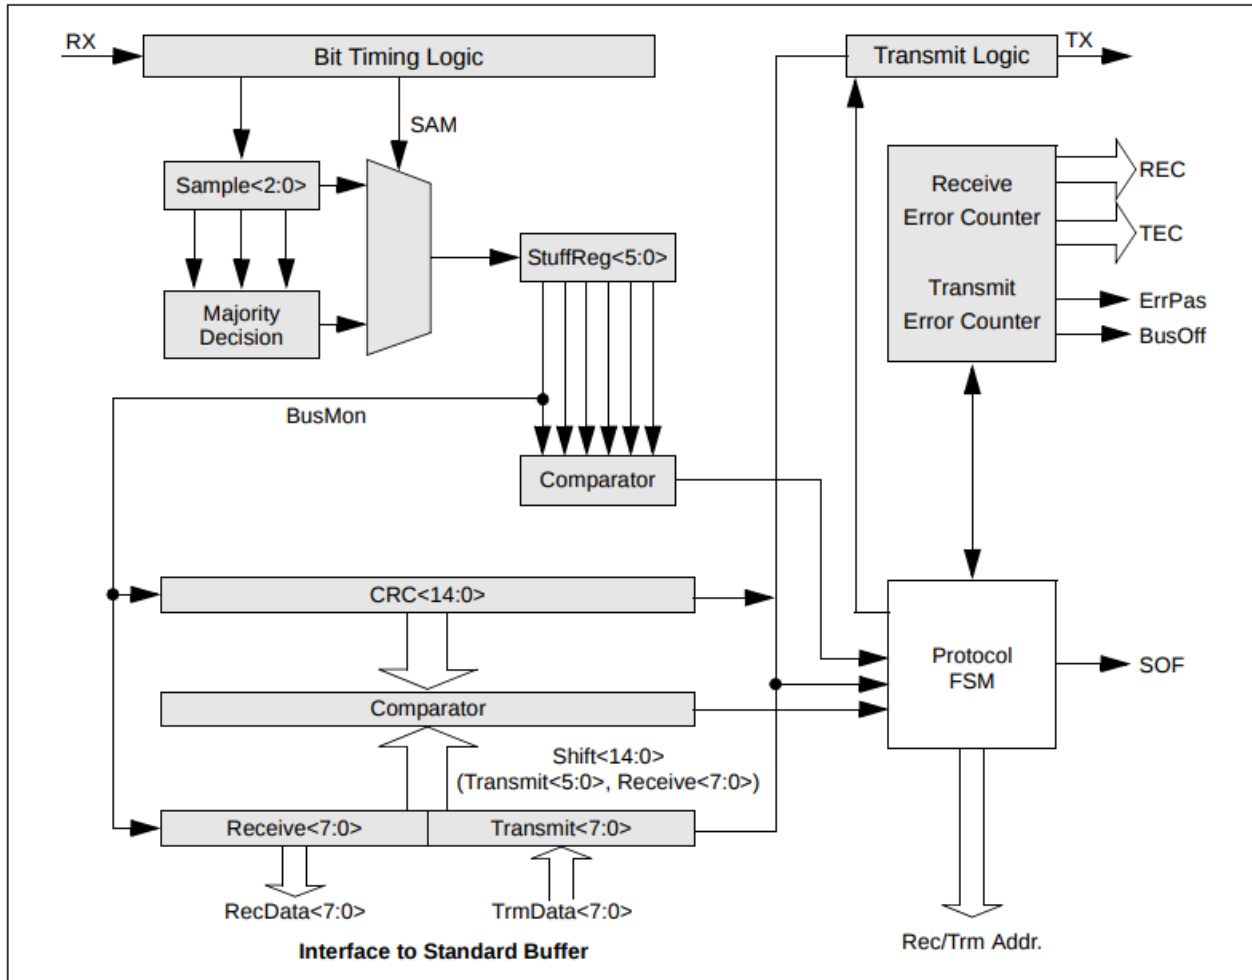 RX
Bit Timing Logic
Transmit Logic
TX
SAM
Sample<2:0>
Receive
Error Counter
REC
TEC
StuffReg<5:0>
Transmit
Error Counter
ErrPas
BusOff
Majority
Decision
BusMon
Comparator
CRC<14:0>
Protocol
FSM
SOF
Comparator
Shift<14:0>
(Transmit<5:0>, Receive<7:0>)
Receive<7:0>
Transmit<7:0>
RecData<7:0>
TrmData<7:0>
Rec/Trm Addr.
Interface to Standard Buffer